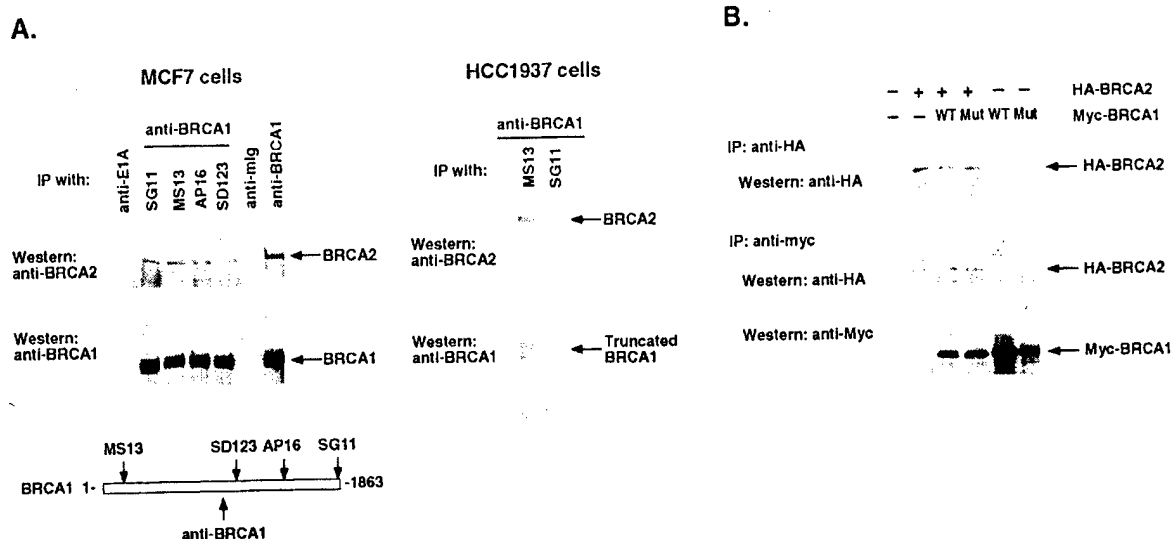 A.
MCF7 cells
anti-BRCA1
IP with:
anti-E1A
SG11
MS13
AP16
SD123
anti-mIg
anti-BRCA1
Western:
anti-BRCA2
BRCA2
Western:
anti-BRCA1
BRCA1
HCC1937 cells
anti-BRCA1
IP with:
MS13
SG11
BRCA2
Western:
anti-BRCA2
Western:
anti-BRCA1
Truncated
BRCA1
MS13 SD123 AP16 SG11
BRCA1 1- -1863
anti-BRCA1
B.
- + + + - - HA-BRCA2
- - WT Mut WT Mut Myc-BRCA1
IP: anti-HA
Western: anti-HA
HA-BRCA2
IP: anti-myc
Western: anti-HA
HA-BRCA2
Western: anti-Myc
Myc-BRCA1